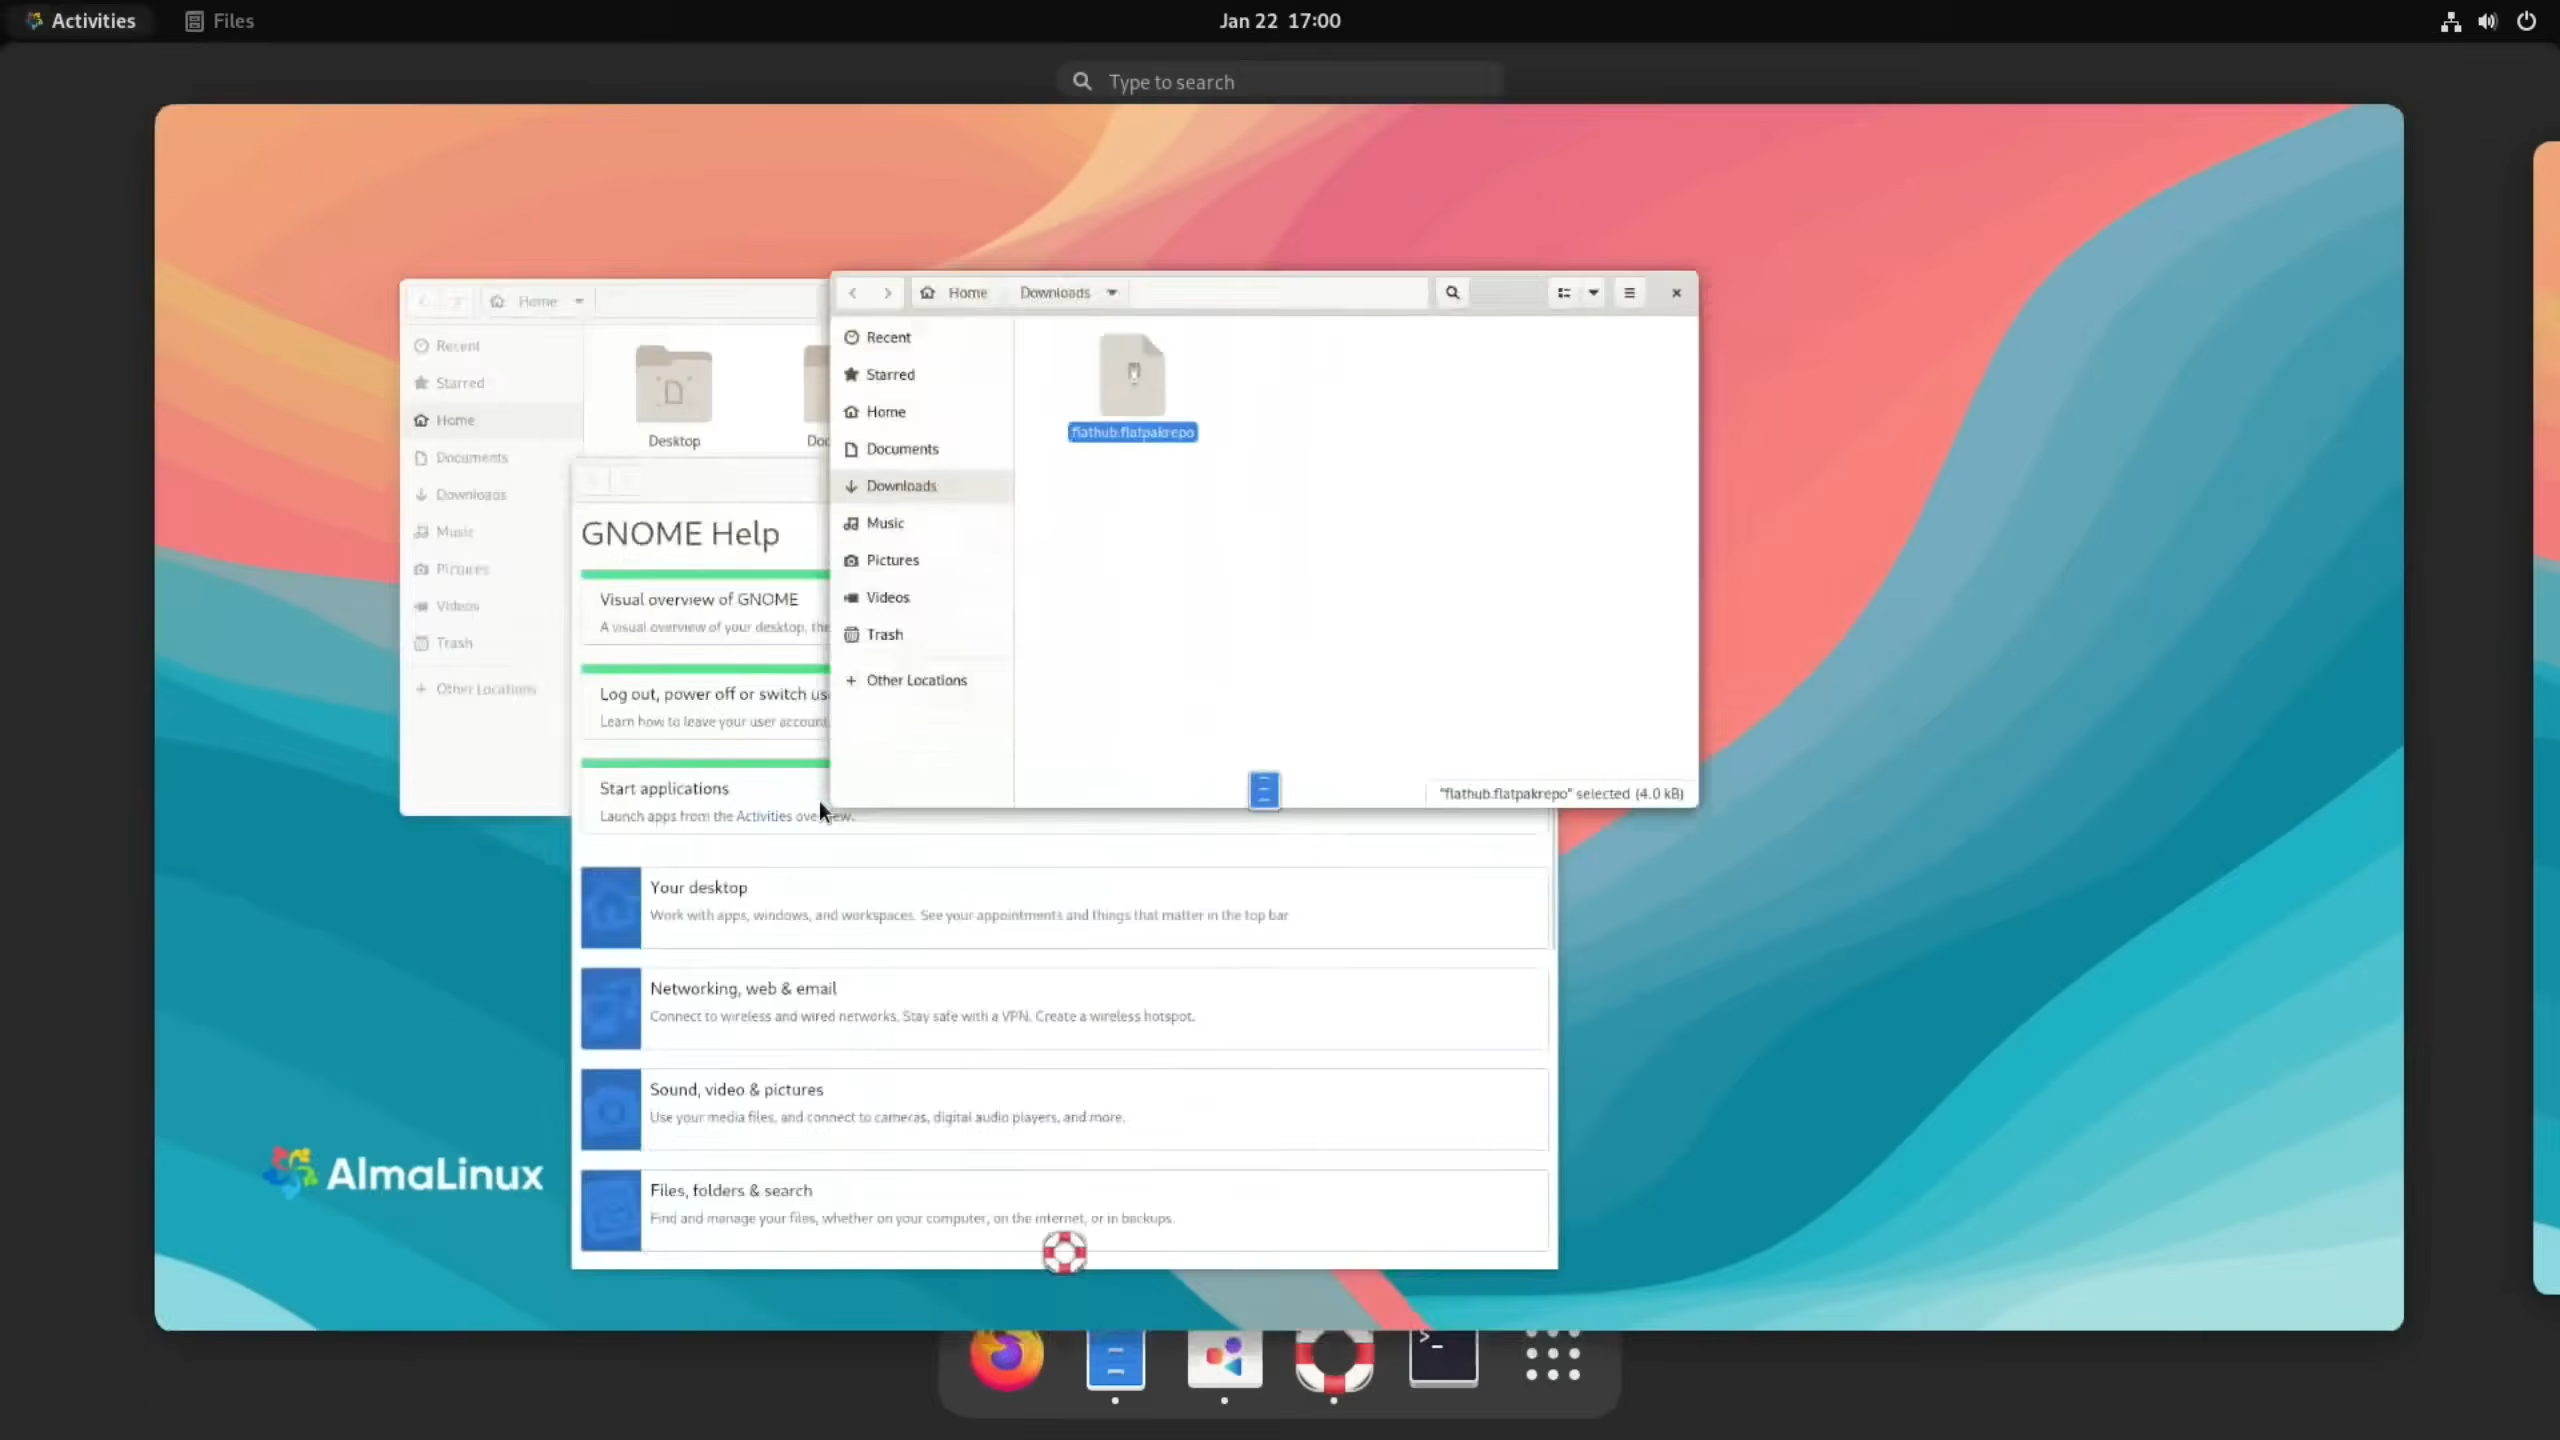 Activities
Files
Jan 22 17:00
Type to search
Home
Recent
Starred
Home
Documents
Downloads
Music
Pictures
Videos
Trash
Other Locations
Desktop
Home
Downloads
Recent
Starred
Home
Documents
Downloads
Music
Pictures
Videos
Trash
Other Locations
flathub.flatpakrepo
"flathub.flatpakrepo" selected (4.0 kB)
GNOME Help
Visual overview of GNOME
A visual overview of your desktop, the
Log out, power off or switch us
Learn how to leave your user account,
Start applications
Launch apps from the Activities overview.
Your desktop
Work with apps, windows, and workspaces. See your appointments and things that matter in the top bar
Networking, web & email
Connect to wireless and wired networks. Stay safe with a VPN. Create a wireless hotspot.
Sound, video & pictures
Use your media files, and connect to cameras, digital audio players, and more.
Files, folders & search
Find and manage your files, whether on your computer, on the internet, or in backups.
AlmaLinux